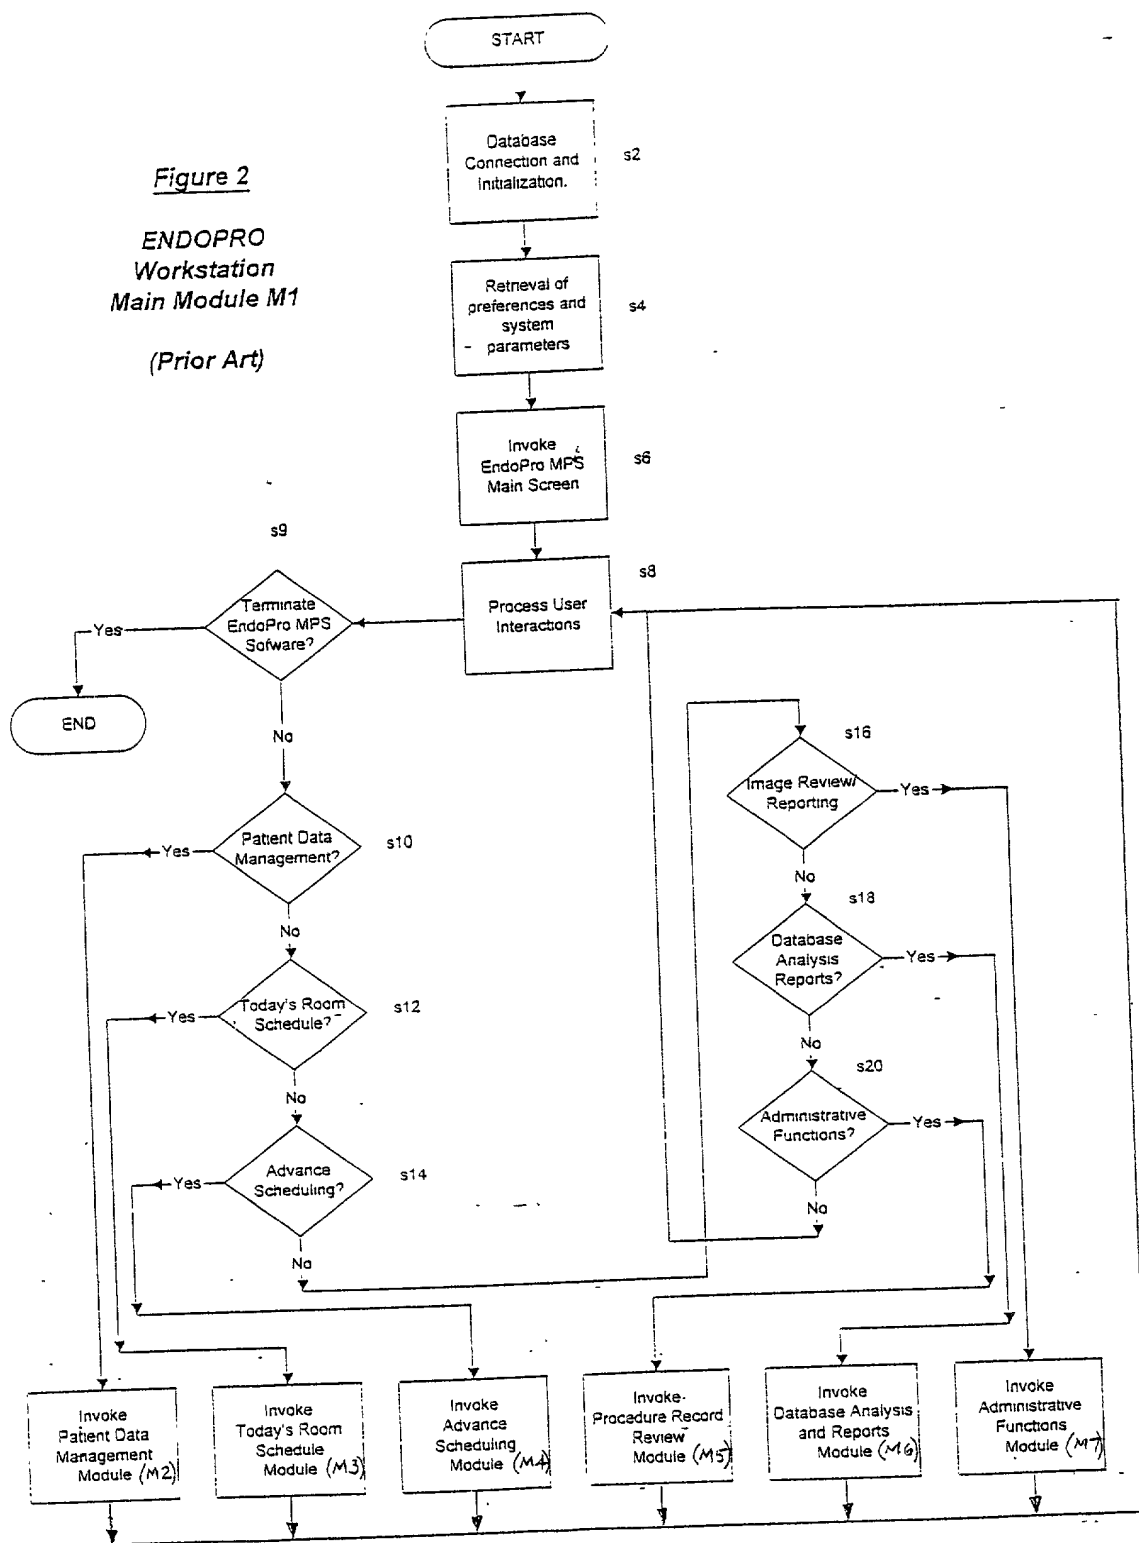 START
Database
Connection and
Initialization.
s2
Figure 2
ENDOPRO
Workstation
Main Module M1
(Prior Art)
Retrieval of
preferences and
system
parameters
s4
Invoke
EndoPro MPS
Main Screen
s6
s9
s8
Terminate
EndoPro MPS
Sofware?
Process User
Interactions
Yes
END
No
s16
Image Review/
Reporting
Yes
Patient Data
Management?
s10
Yes
No
s18
No
Database
Analysis
Reports?
Yes
Today's Room
Schedule?
s12
Yes
No
s20
No
Administrative
Functions?
Yes
Advance
Scheduling?
s14
Yes
No
No
Invoke
Patient Data
Management
Module (M2)
Invoke
Today's Room
Schedule
Module (M3)
Invoke
Advance
Scheduling
Module (M4)
Invoke
Procedure Record
Review
Module (M5)
Invoke
Database Analysis
and Reports
Module (M6)
Invoke
Administrative
Functions
Module (M7)